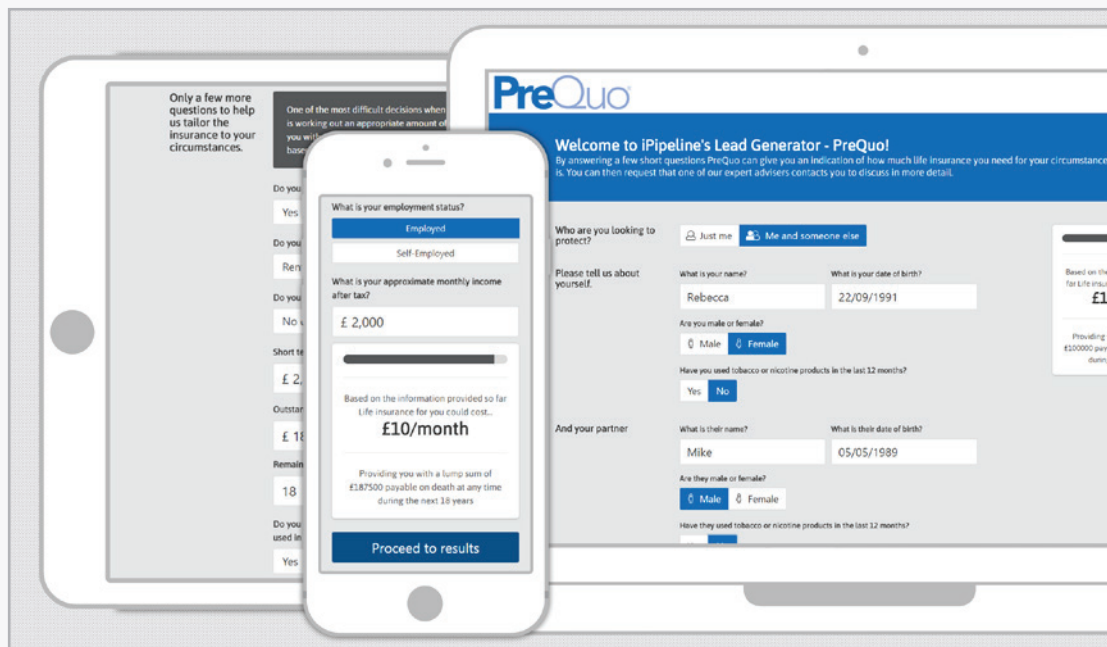 Only a few more
questions to help
us tailor the
insurance to your
circumstances.
One of the most difficult decisions when
is working out an appropriate amount of
you with
Do you
Yes
Do you
Do you
No
Short te
£ 2,
Outstan
£ 18
Remain
18
Do you
used in
Yes
What is your employment status?
Employed
Self-Employed
What is your approximate monthly income
after tax?
£ 2,000
Based on the information provided so far
Life insurance for you could cost...
£10/month
Providing you with a lump sum of
£187500 payable on death at any time
during the next 18 years
Proceed to results
PreQuo
Welcome to iPipeline's Lead Generator - PreQuo!
By answering a few short questions PreQuo can give you an indication of how much life insurance you need for your circumstance
is. You can then request that one of our expert advisers contacts you to discuss in more detail.
Who are you looking to
protect?
Just me
Me and someone else
Please tell us about
yourself.
What is your name?
What is your date of birth?
Rebecca
22/09/1991
Are you male or female?
Male
Female
Have you used tobacco or nicotine products in the last 12 months?
Yes
No
And your partner
What is their name?
What is their date of birth?
Mike
05/05/1989
Are they male or female?
Male
Female
Have they used tobacco or nicotine products in the last 12 months?
Based on the
for Life insu
£1
Providing
£100000 pay
durin